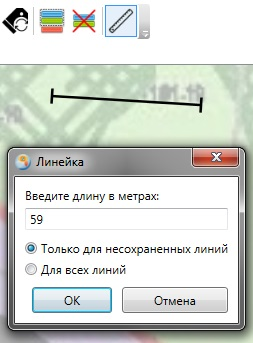 Линейка
Введите длину в метрах:
59
Только для несохраненных линий
Для всех линий
OK
Отмена